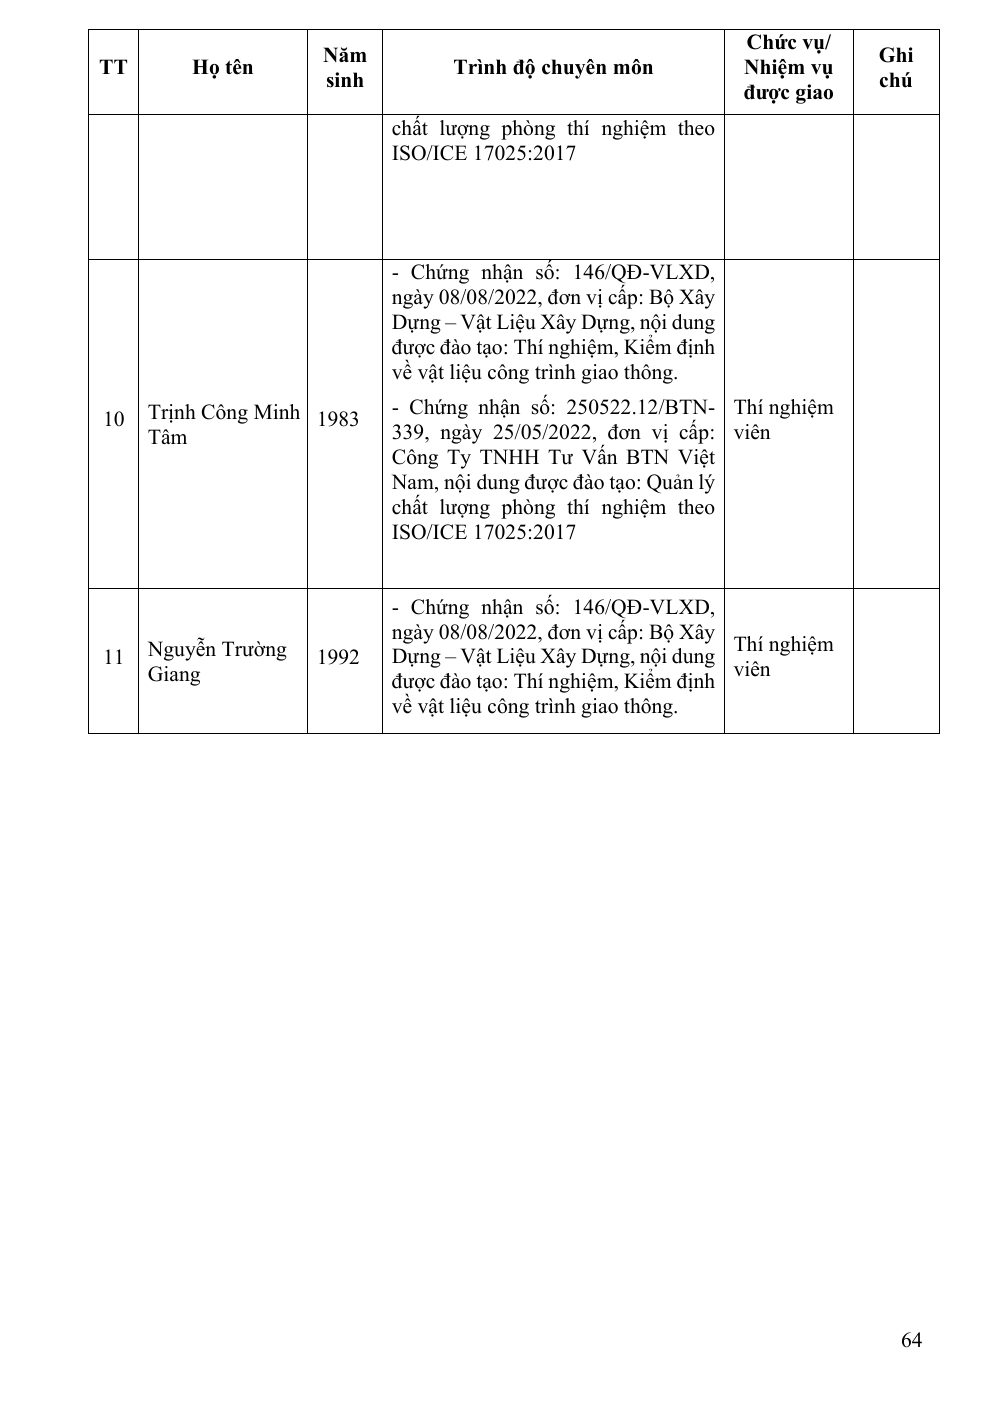 TT
Họ tên
Năm
sinh
Trình độ chuyên môn
Chức vụ/
Nhiệm vụ
được giao
Ghi
chú
chất lượng phòng thí nghiệm theo
ISO/ICE 17025:2017
10
Trịnh Công Minh
Tâm
1983
- Chứng nhận số: 146/QĐ-VLXD,
ngày 08/08/2022, đơn vị cấp: Bộ Xây
Dựng – Vật Liệu Xây Dựng, nội dung
được đào tạo: Thí nghiệm, Kiểm định
về vật liệu công trình giao thông.
- Chứng nhận số: 250522.12/BTN-
339, ngày 25/05/2022, đơn vị cấp:
Công Ty TNHH Tư Vấn BTN Việt
Nam, nội dung được đào tạo: Quản lý
chất lượng phòng thí nghiệm theo
ISO/ICE 17025:2017
Thí nghiệm
viên
11
Nguyễn Trường
Giang
1992
- Chứng nhận số: 146/QĐ-VLXD,
ngày 08/08/2022, đơn vị cấp: Bộ Xây
Dựng – Vật Liệu Xây Dựng, nội dung
được đào tạo: Thí nghiệm, Kiểm định
về vật liệu công trình giao thông.
Thí nghiệm
viên
64